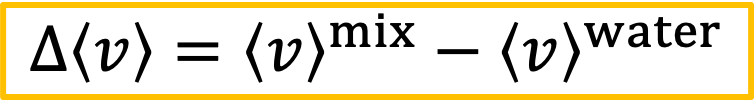 Δ⟨v⟩ = ⟨v⟩^mix − ⟨v⟩^water